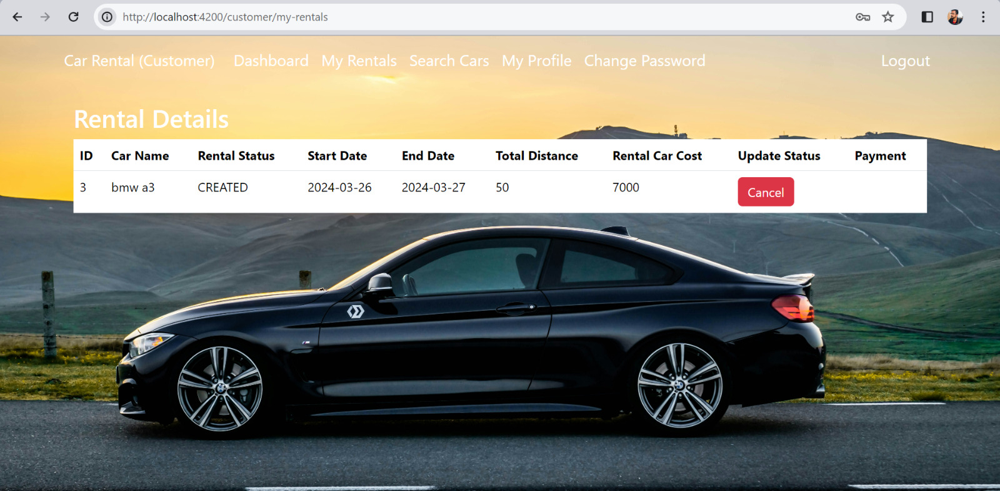 http://localhost:4200/customer/my-rentals
Car Rental (Customer) Dashboard My Rentals Search Cars My Profile Change Password Logout
Rental Details
ID Car Name Rental Status Start Date End Date Total Distance Rental Car Cost Update Status Payment
3 bmw a3 CREATED 2024-03-26 2024-03-27 50 7000 Cancel